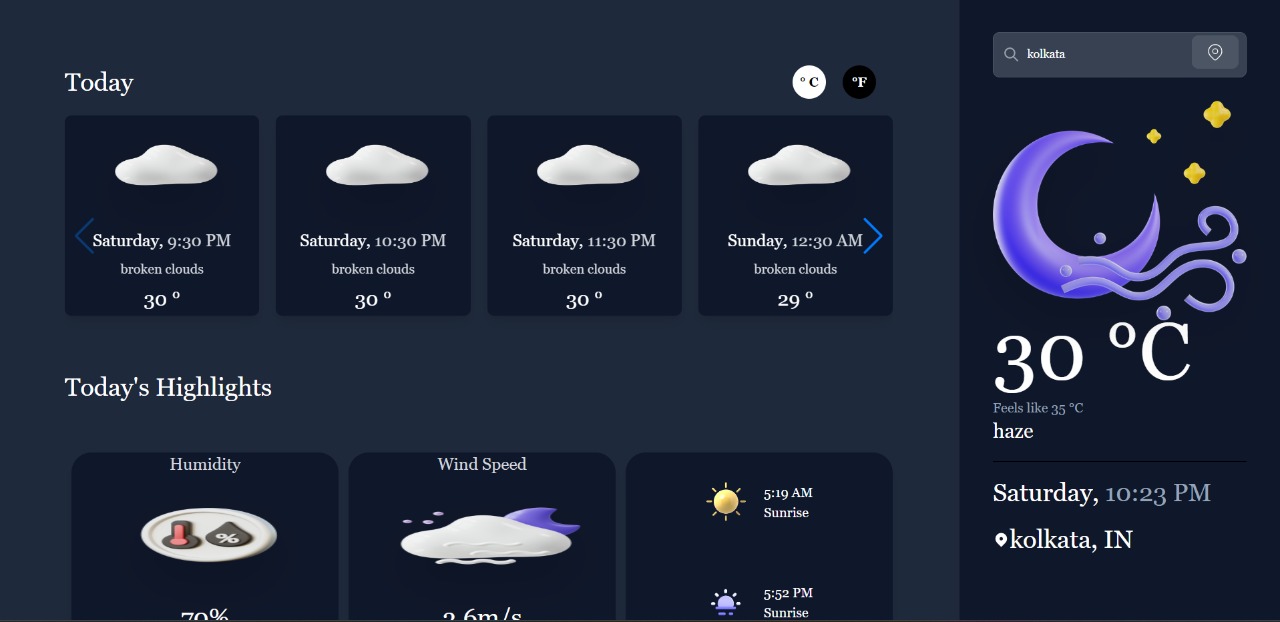 Today
° C
°F
Saturday, 9:30 PM
broken clouds
30 °
Saturday, 10:30 PM
broken clouds
30 °
Saturday, 11:30 PM
broken clouds
30 °
Sunday, 12:30 AM
broken clouds
29 °
Today's Highlights
Humidity
%
70%
Wind Speed
2.6m/s
5:19 AM
Sunrise
5:52 PM
Sunrise
kolkata
30 °C
Feels like 35 °C
haze
Saturday, 10:23 PM
kolkata, IN